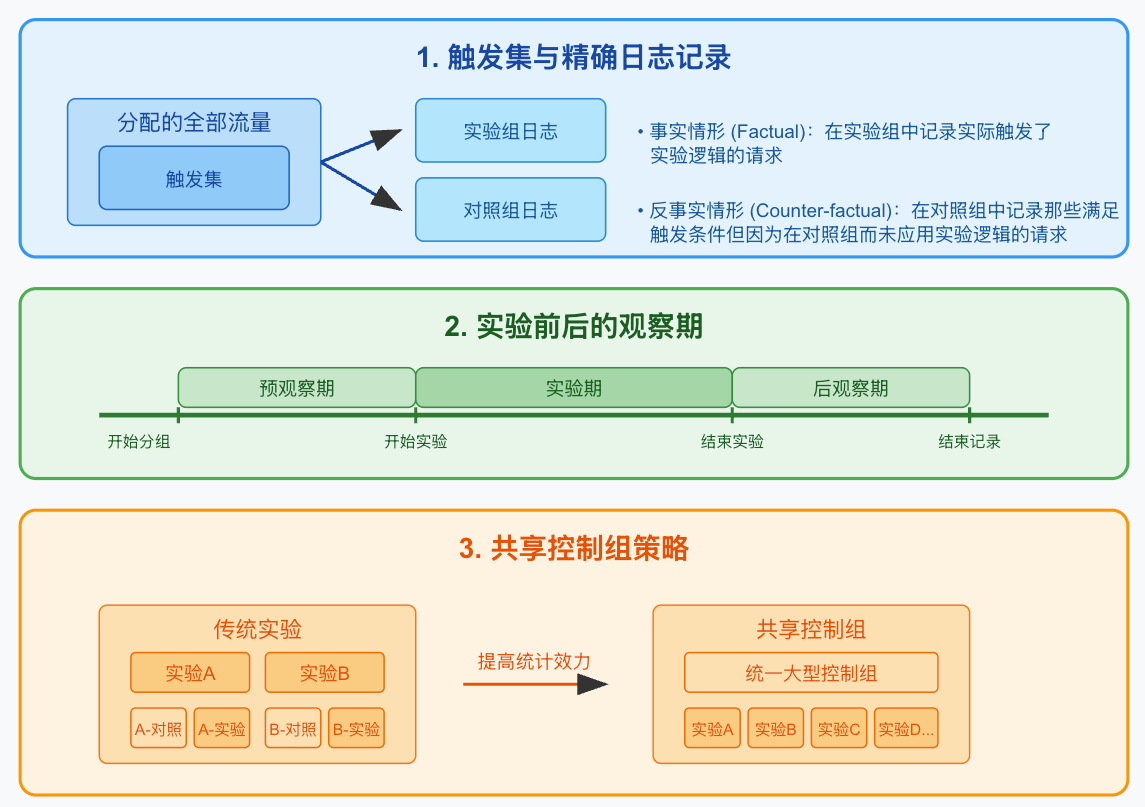 1. 触发集与精确日志记录
分配的全部流量
触发集
实验组日志
对照组日志
• 事实情形 (Factual)：在实验组中记录实际触发了
实验逻辑的请求
• 反事实情形 (Counter-factual)：在对照组中记录那些满足
触发条件但因为在对照组而未应用实验逻辑的请求
2. 实验前后的观察期
预观察期
实验期
后观察期
开始分组
开始实验
结束实验
结束记录
3. 共享控制组策略
传统实验
实验A
实验B
A-对照
A-实验
B-对照
B-实验
提高统计效力
共享控制组
统一大型控制组
实验A
实验B
实验C
实验D...